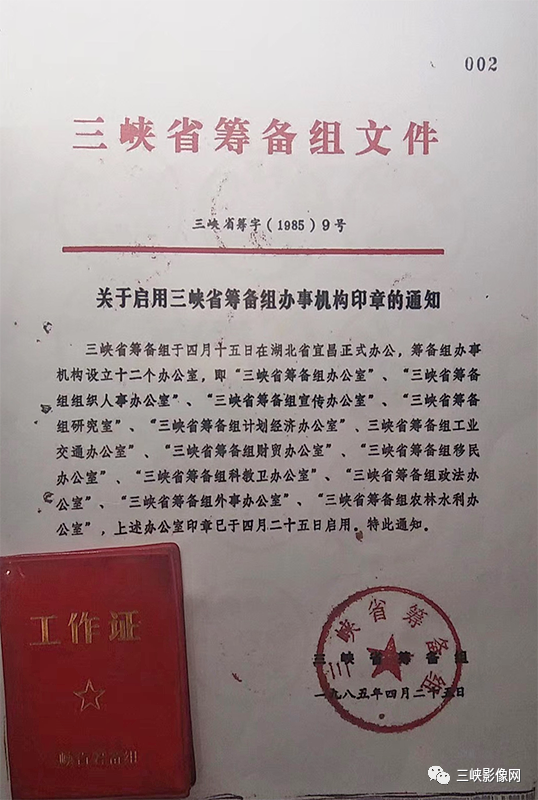 002
三峡省筹备组文件
三峡省筹字(1985)9号
关于启用三峡省筹备组办事机构印章的通知
三峡省筹备组于四月十五日在湖北省宜昌正式办公，筹备组办事
机构设立十二个办公室，即“三峡省筹备组办公室”、“三峡省筹备
组组织人事办公室”、“三峡省筹备组宣传办公室”、“三峡省筹备
组研究室”、“三峡省筹备组计划经济办公室”、三峡省筹备组工业
交通办公室”、“三峡省筹备组财贸办公室”、“三峡省筹备组移民
办公室”、“三峡省筹备组科教卫办公室”、“三峡省筹备组政法办
公室”、“三峡省筹备组外事办公室”、“三峡省筹备组农林水利办
公室”，上述办公室印章已于四月二十五日启用。特此通知。
三峡省筹备组
三峡省筹备组
一九八五年四月二十五日
工作证
峡省筹备组
三峡影像网